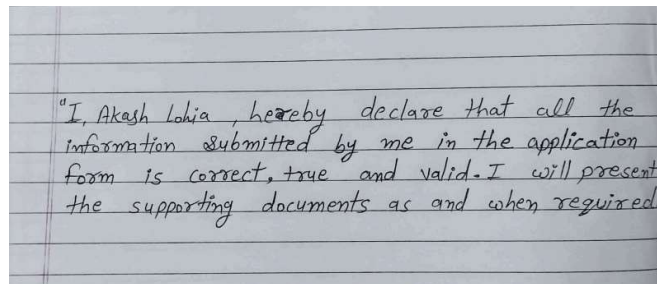 "I, Akash Lohia , hereby declare that all the
information submitted by me in the application
form is correct, true and valid. I will present
the supporting documents as and when required